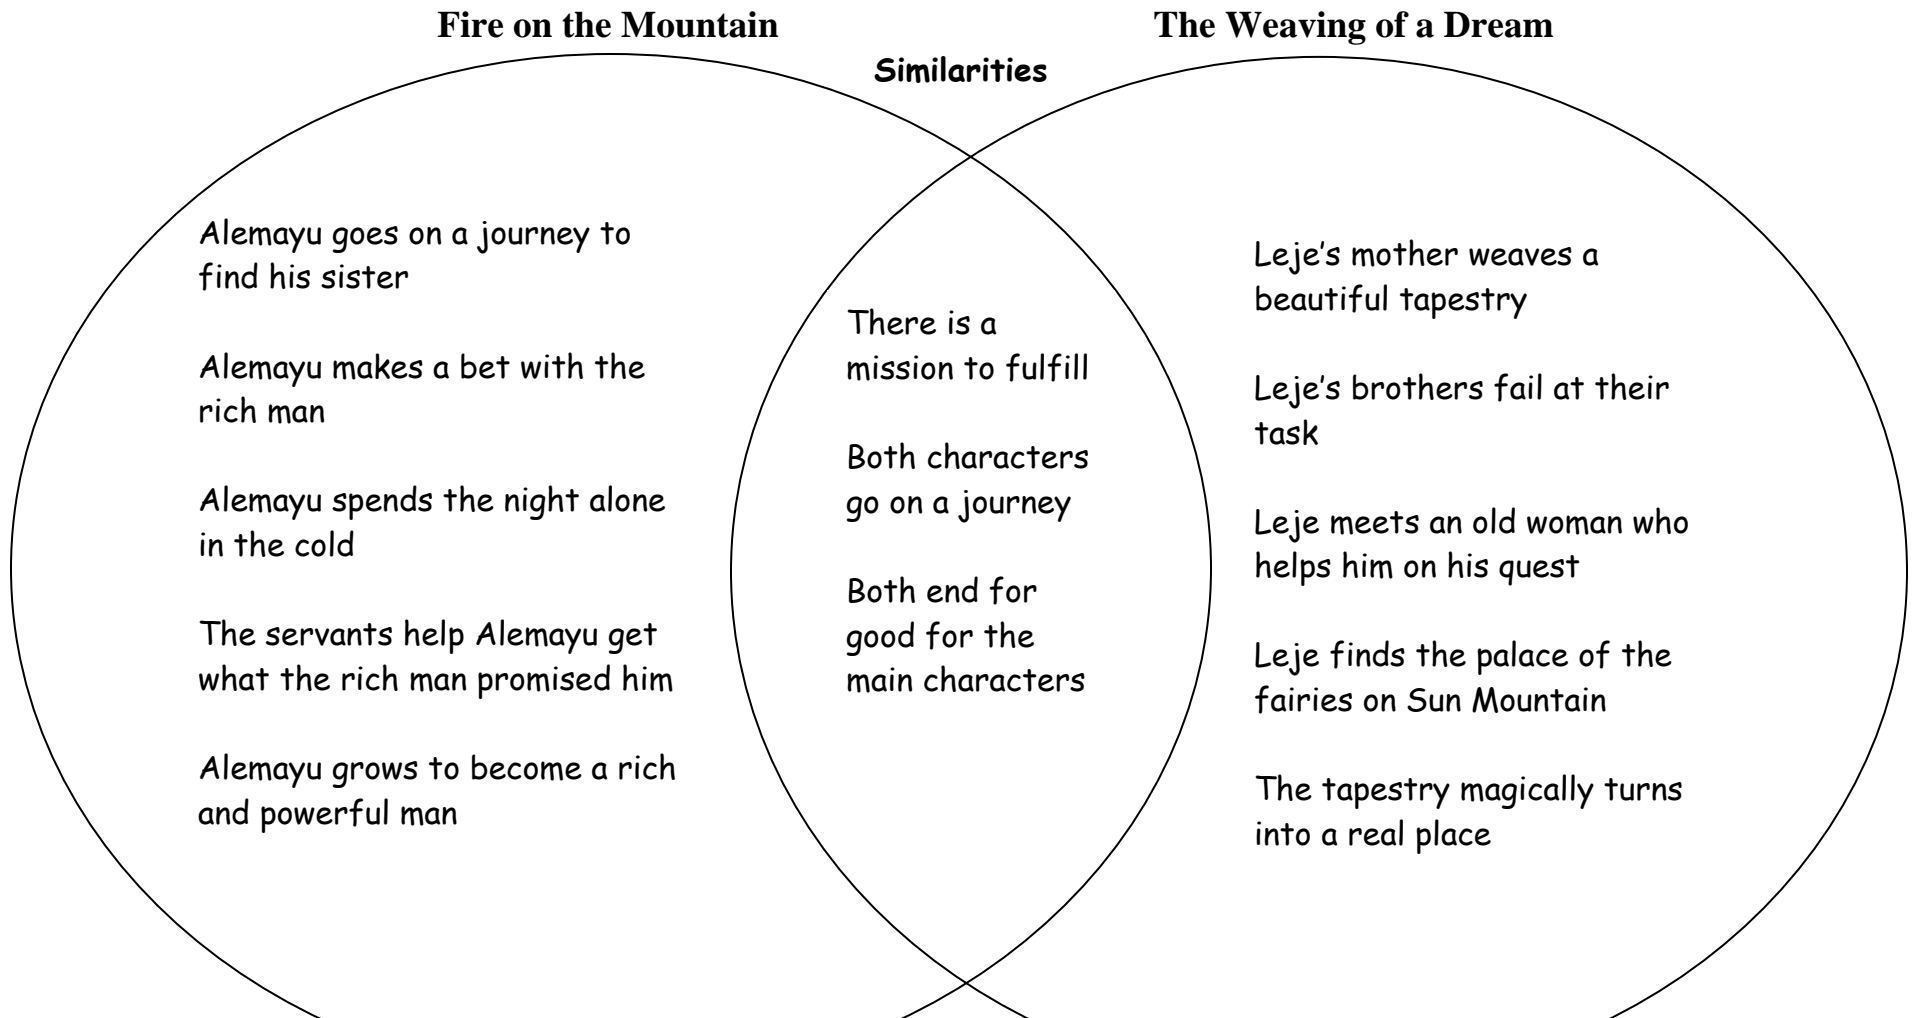 Fire on the Mountain
The Weaving of a Dream
Similarities
Alemayu goes on a journey to
find his sister
Alemayu makes a bet with the
rich man
Alemayu spends the night alone
in the cold
The servants help Alemayu get
what the rich man promised him
Alemayu grows to become a rich
and powerful man
There is a
mission to fulfill
Both characters
go on a journey
Both end for
good for the
main characters
Leje’s mother weaves a
beautiful tapestry
Leje’s brothers fail at their
task
Leje meets an old woman who
helps him on his quest
Leje finds the palace of the
fairies on Sun Mountain
The tapestry magically turns
into a real place